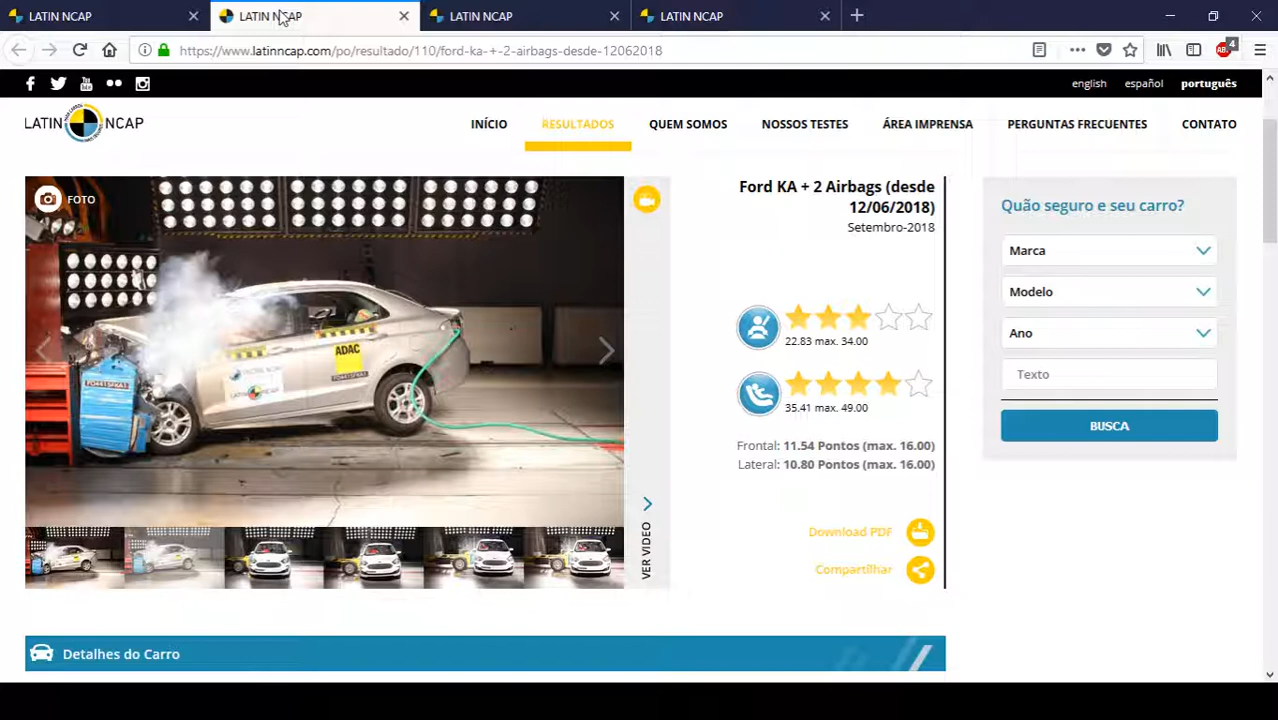 LATIN NCAP
LATIN NCAP
LATIN NCAP
LATIN NCAP
https://www.latinncap.com/po/resultado/110/ford-ka-+-2-airbags-desde-12062018
4
english español português
LATIN NCAP
INÍCIO RESULTADOS QUEM SOMOS NOSSOS TESTES ÁREA IMPRENSA PERGUNTAS FRECUENTES CONTATO
FOTO
ADAC
VER VIDEO
Ford KA + 2 Airbags (desde
12/06/2018)
Setembro-2018
22.83 max. 34.00
35.41 max. 49.00
Frontal: 11.54 Pontos (max. 16.00)
Lateral: 10.80 Pontos (max. 16.00)
Download PDF
Compartilhar
Quão seguro e seu carro?
Marca
Modelo
Ano
Texto
BUSCA
Detalhes do Carro